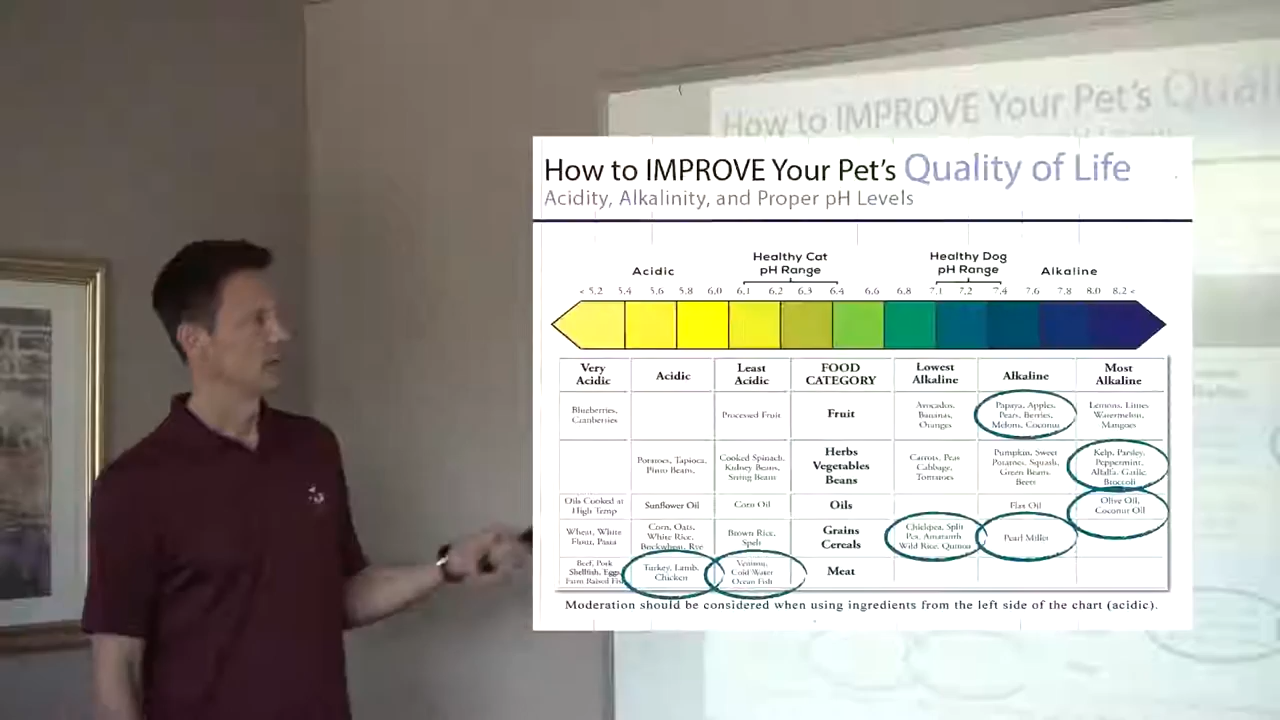 How to IMPROVE Your Pet's Quali
How to IMPROVE Your Pet's Quality of Life
Acidity, Alkalinity, and Proper pH Levels
Acidic
Healthy Cat
pH Range
Healthy Dog
pH Range
Alkaline
< 5.2 5.4 5.6 5.8 6.0 6.1 6.2 6.3 6.4 6.6 6.8 7.1 7.2 7.4 7.6 7.8 8.0 8.2 <
Very
Acidic
Acidic
Least
Acidic
FOOD
CATEGORY
Lowest
Alkaline
Alkaline
Most
Alkaline
Blueberries,
Cranberries
Processed Fruit
Fruit
Avocados,
Bananas,
Oranges
Papaya, Apples,
Pears, Berries,
Melons, Coconut
Lemons, Limes
Watermelon,
Mangoes
Potatoes, Tapioca,
Pinto Beans,
Cooked Spinach,
Kidney Beans,
String Beans
Herbs
Vegetables
Beans
Carrots, Peas
Cabbage,
Tomatoes
Pumpkin, Sweet
Potatoes, Squash,
Green Beans
Beets
Kelp, Parsley,
Peppermint,
Alfalfa, Garlic
Broccoli
Oils Cooked at
High Temp
Sunflower Oil
Corn Oil
Oils
Flax Oil
Olive Oil,
Coconut Oil
Wheat, White
Flour, Pasta
Corn, Oats,
White Rice,
Buckwheat, Rye
Brown Rice,
Spelt
Grains
Cereals
Chickpea, Split
Pea, Amaranth
Wild Rice, Quinoa
Pearl Millet
Beef, Pork
Shellfish, Eggs,
Farm Raised Fish
Turkey, Lamb,
Chicken
Venison,
Cold Water
Ocean Fish
Meat
Moderation should be considered when using ingredients from the left side of the chart (acidic).